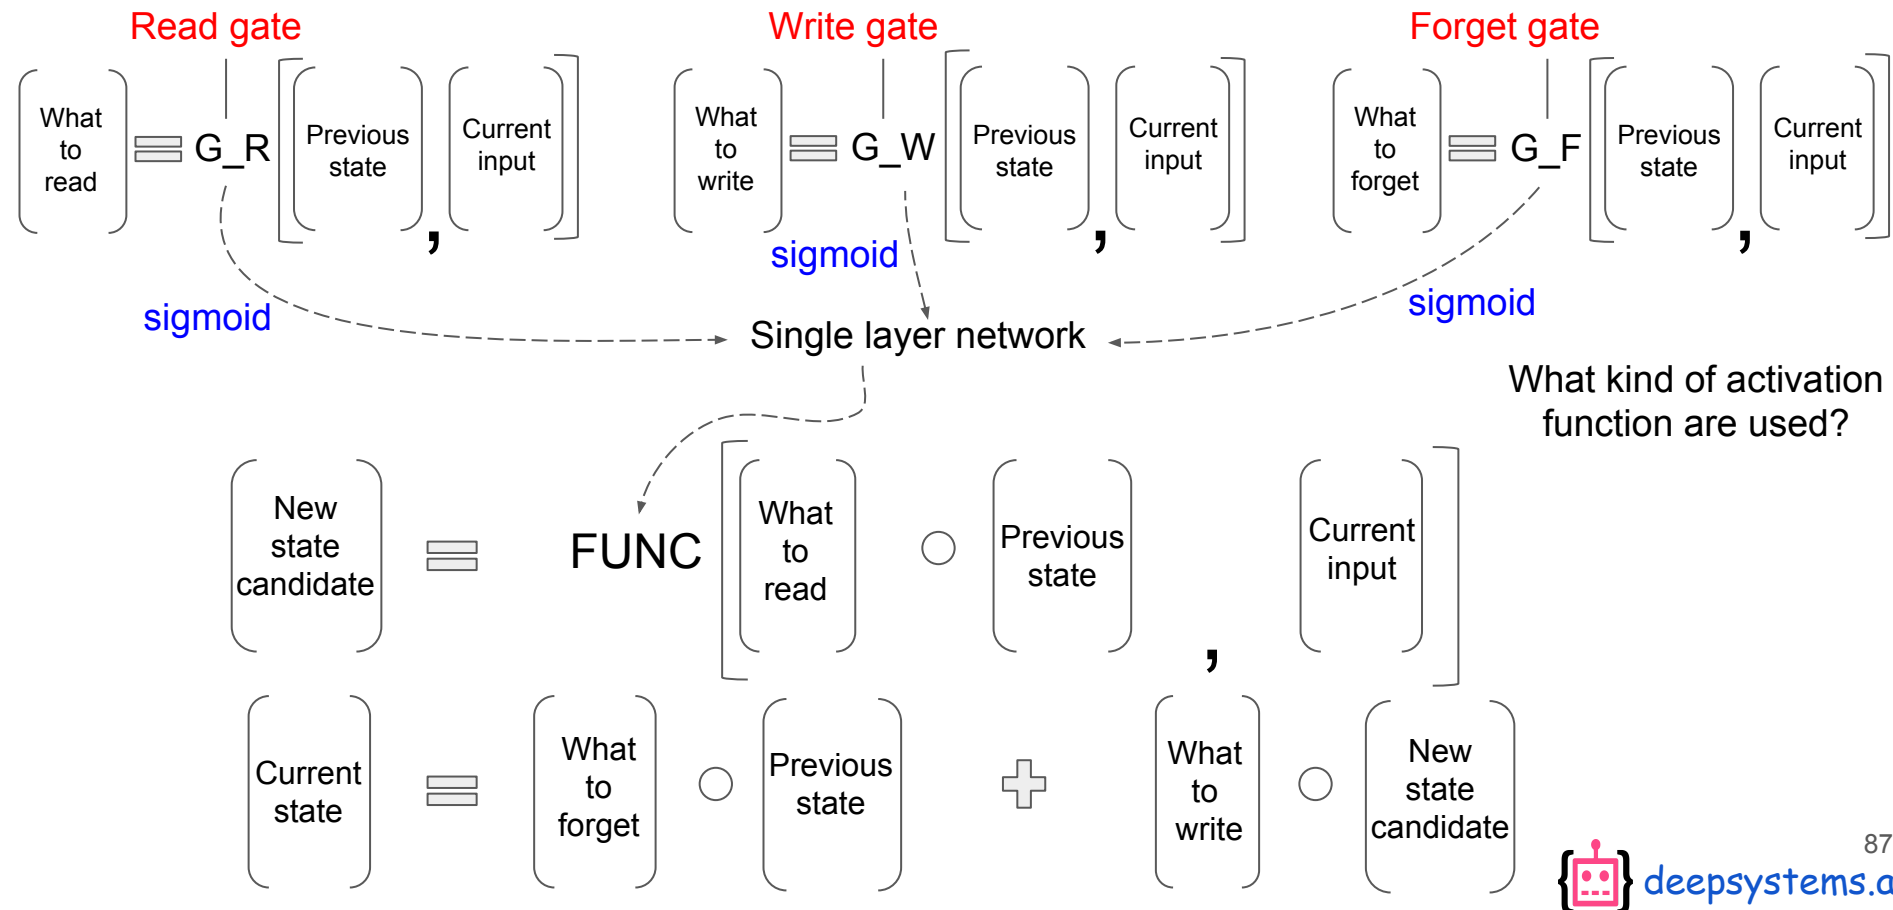 Read gate
Write gate
Forget gate
What
to
read
G_R
Previous
state
,
Current
input
What
to
write
G_W
Previous
state
,
Current
input
What
to
forget
G_F
Previous
state
,
Current
input
sigmoid
sigmoid
sigmoid
Single layer network
What kind of activation
function are used?
New
state
candidate
=
FUNC
What
to
read
Previous
state
,
Current
input
Current
state
=
What
to
forget
Previous
state
+
What
to
write
New
state
candidate
87
{ } deepsystems.a